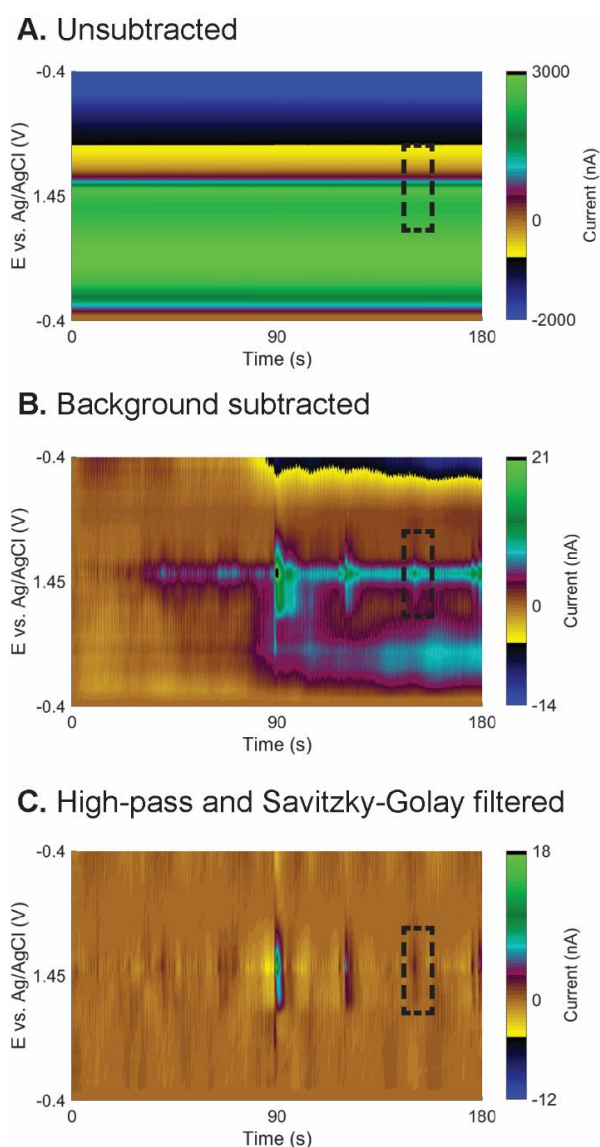 A. Unsubtracted
-0.4
1.45
-0.4
E vs. Ag/AgCl (V)
0
90
180
Time (s)
3000
0
-2000
Current (nA)
B. Background subtracted
-0.4
1.45
-0.4
E vs. Ag/AgCl (V)
0
90
180
Time (s)
21
0
-14
Current (nA)
C. High-pass and Savitzky-Golay filtered
-0.4
1.45
-0.4
E vs. Ag/AgCl (V)
0
90
180
Time (s)
18
0
-12
Current (nA)